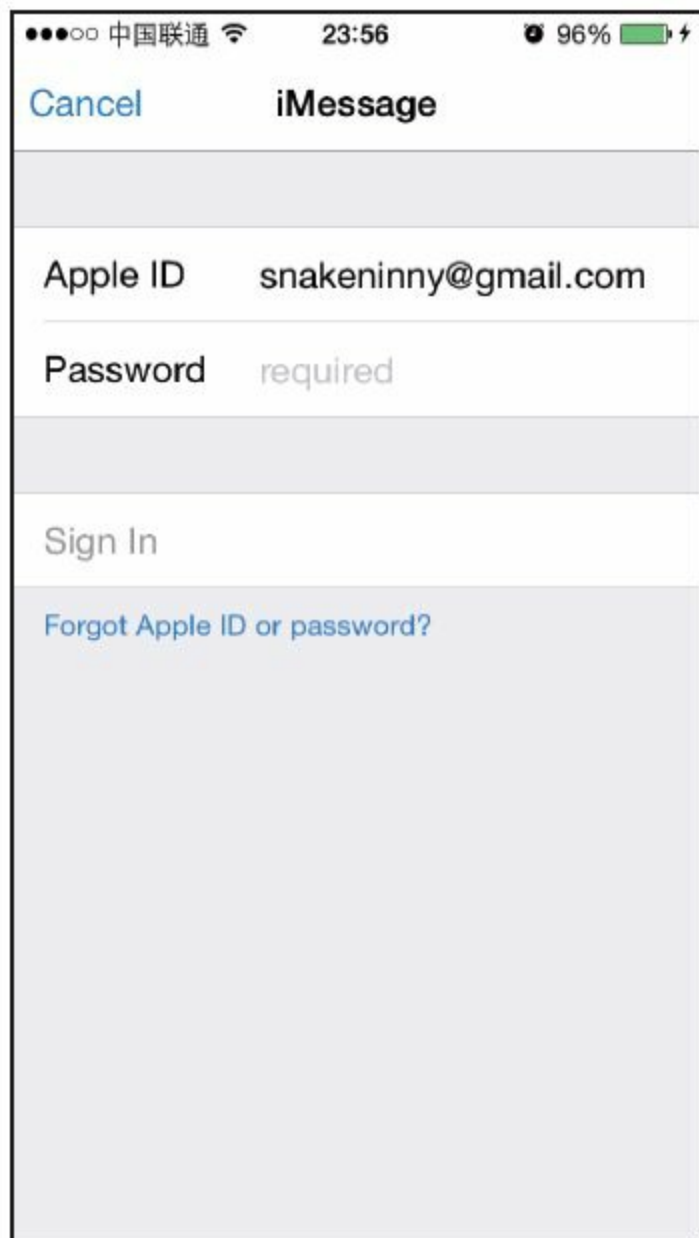 中国联通 23:56 96%
Cancel iMessage
Apple ID snakeninny@gmail.com
Password required
Sign In
Forgot Apple ID or password?